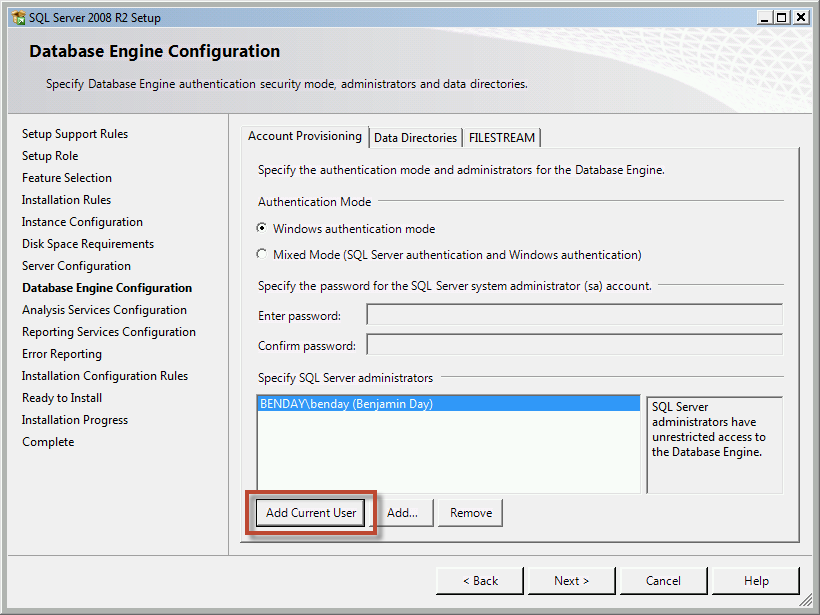 SQL Server 2008 R2 Setup
Database Engine Configuration
Specify Database Engine authentication security mode, administrators and data directories.
Setup Support Rules
Setup Role
Feature Selection
Installation Rules
Instance Configuration
Disk Space Requirements
Server Configuration
Database Engine Configuration
Analysis Services Configuration
Reporting Services Configuration
Error Reporting
Installation Configuration Rules
Ready to Install
Installation Progress
Complete
Account Provisioning Data Directories FILESTREAM
Specify the authentication mode and administrators for the Database Engine.
Authentication Mode
Windows authentication mode
Mixed Mode (SQL Server authentication and Windows authentication)
Specify the password for the SQL Server system administrator (sa) account.
Enter password:
Confirm password:
Specify SQL Server administrators
BENDAY\benday (Benjamin Day)
SQL Server
administrators have
unrestricted access to
the Database Engine.
Add Current User Add... Remove
< Back Next > Cancel Help